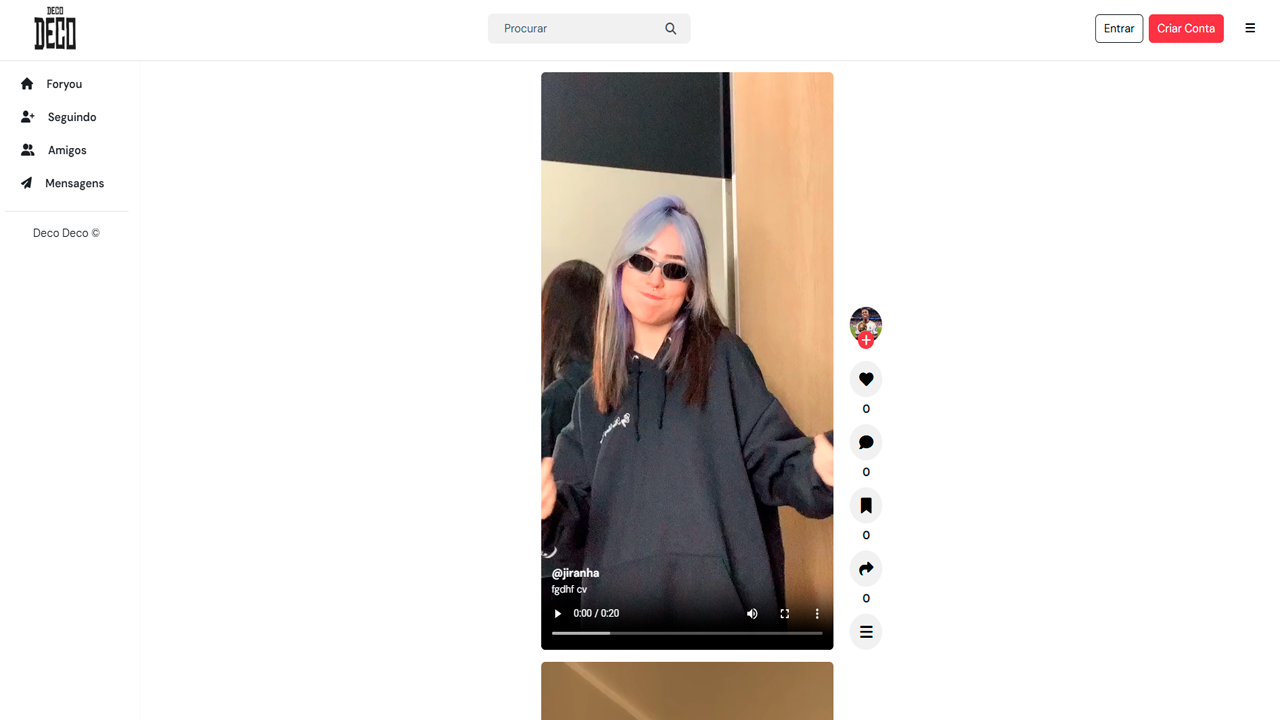 DECO
DECO
Procurar
Entrar
Criar Conta
Foryou
Seguindo
Amigos
Mensagens
Deco Deco ©
@jiranha
fgdhf cv
0:00 / 0:20
0
0
0
0